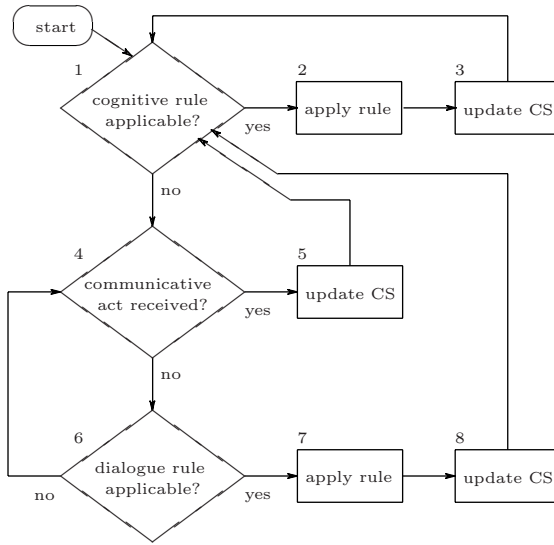 start
1
cognitive rule
applicable?
yes
2
apply rule
3
update CS
no
4
communicative
act received?
yes
5
update CS
no
6
dialogue rule
applicable?
no
yes
7
apply rule
8
update CS